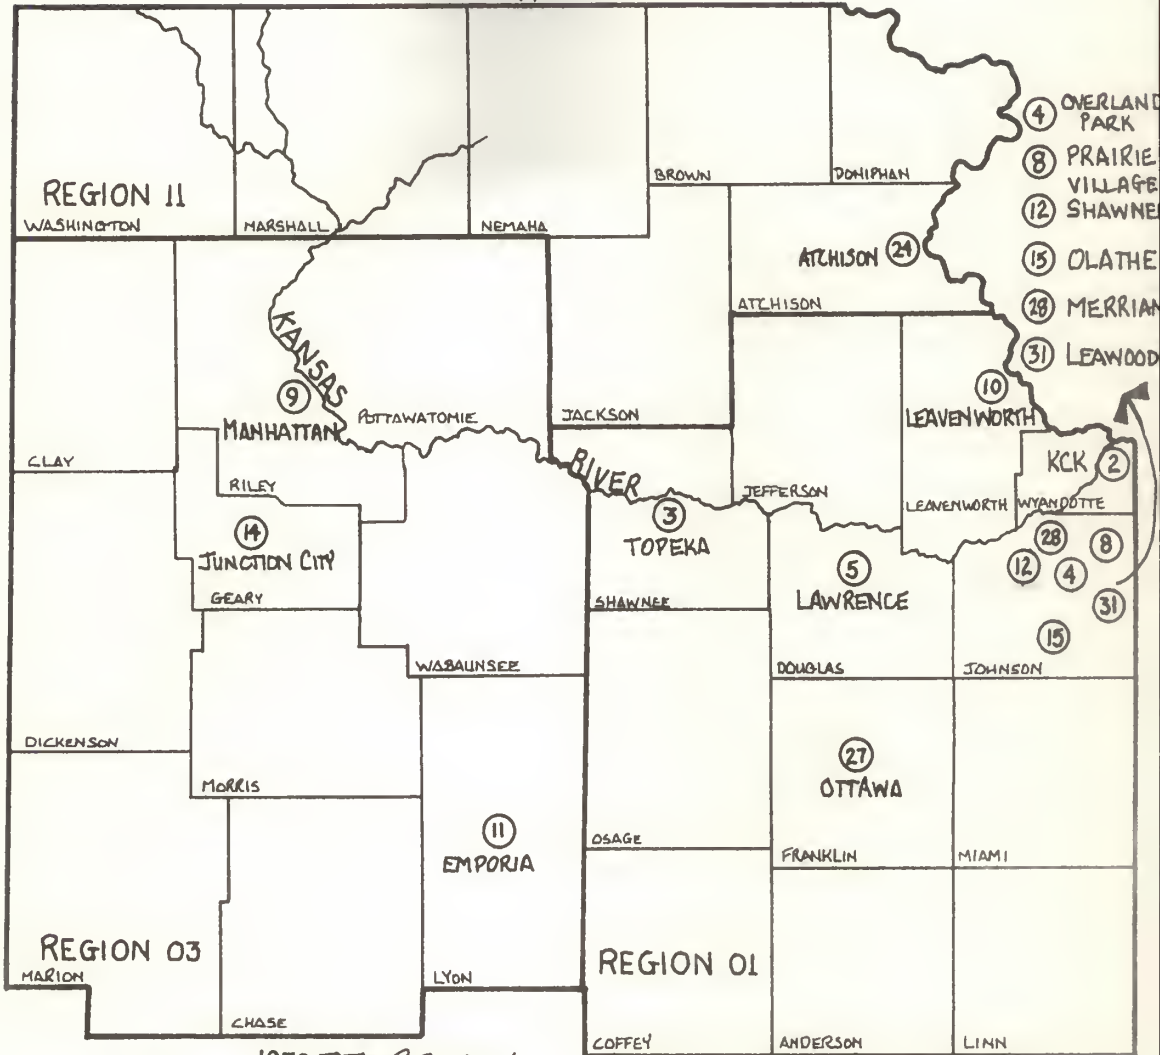 4 OVERLAND
PARK
8 PRAIRIE
VILLAGE
12 SHAWNEE
15 OLATHE
28 MERRIAM
31 LEAWOOD
BROWN
DONIPHAN
REGION 11
WASHINGTON
MARSHALL
NEMAHA
ATCHISON 24
ATCHISON
KANSAS
9
MANHATTAN
POTTAWATOMIE
JACKSON
10
LEAVENWORTH
CLAY
RIVER
KCK 2
RILEY
JEFFERSON
LEAVENWORTH
WYANDOTTE
14
JUNCTION CITY
3
TOPEKA
28
8
12
4
5
LAWRENCE
31
GEARY
SHAWNEE
15
WABAUNSEE
DOUGLAS
JOHNSON
DICKENSON
27
OTTAWA
MORRIS
11
EMPORIA
OSAGE
FRANKLIN
MIAMI
REGION 03
REGION 01
MARION
LYON
CHASE
COFFEY
ANDERSON
LINN